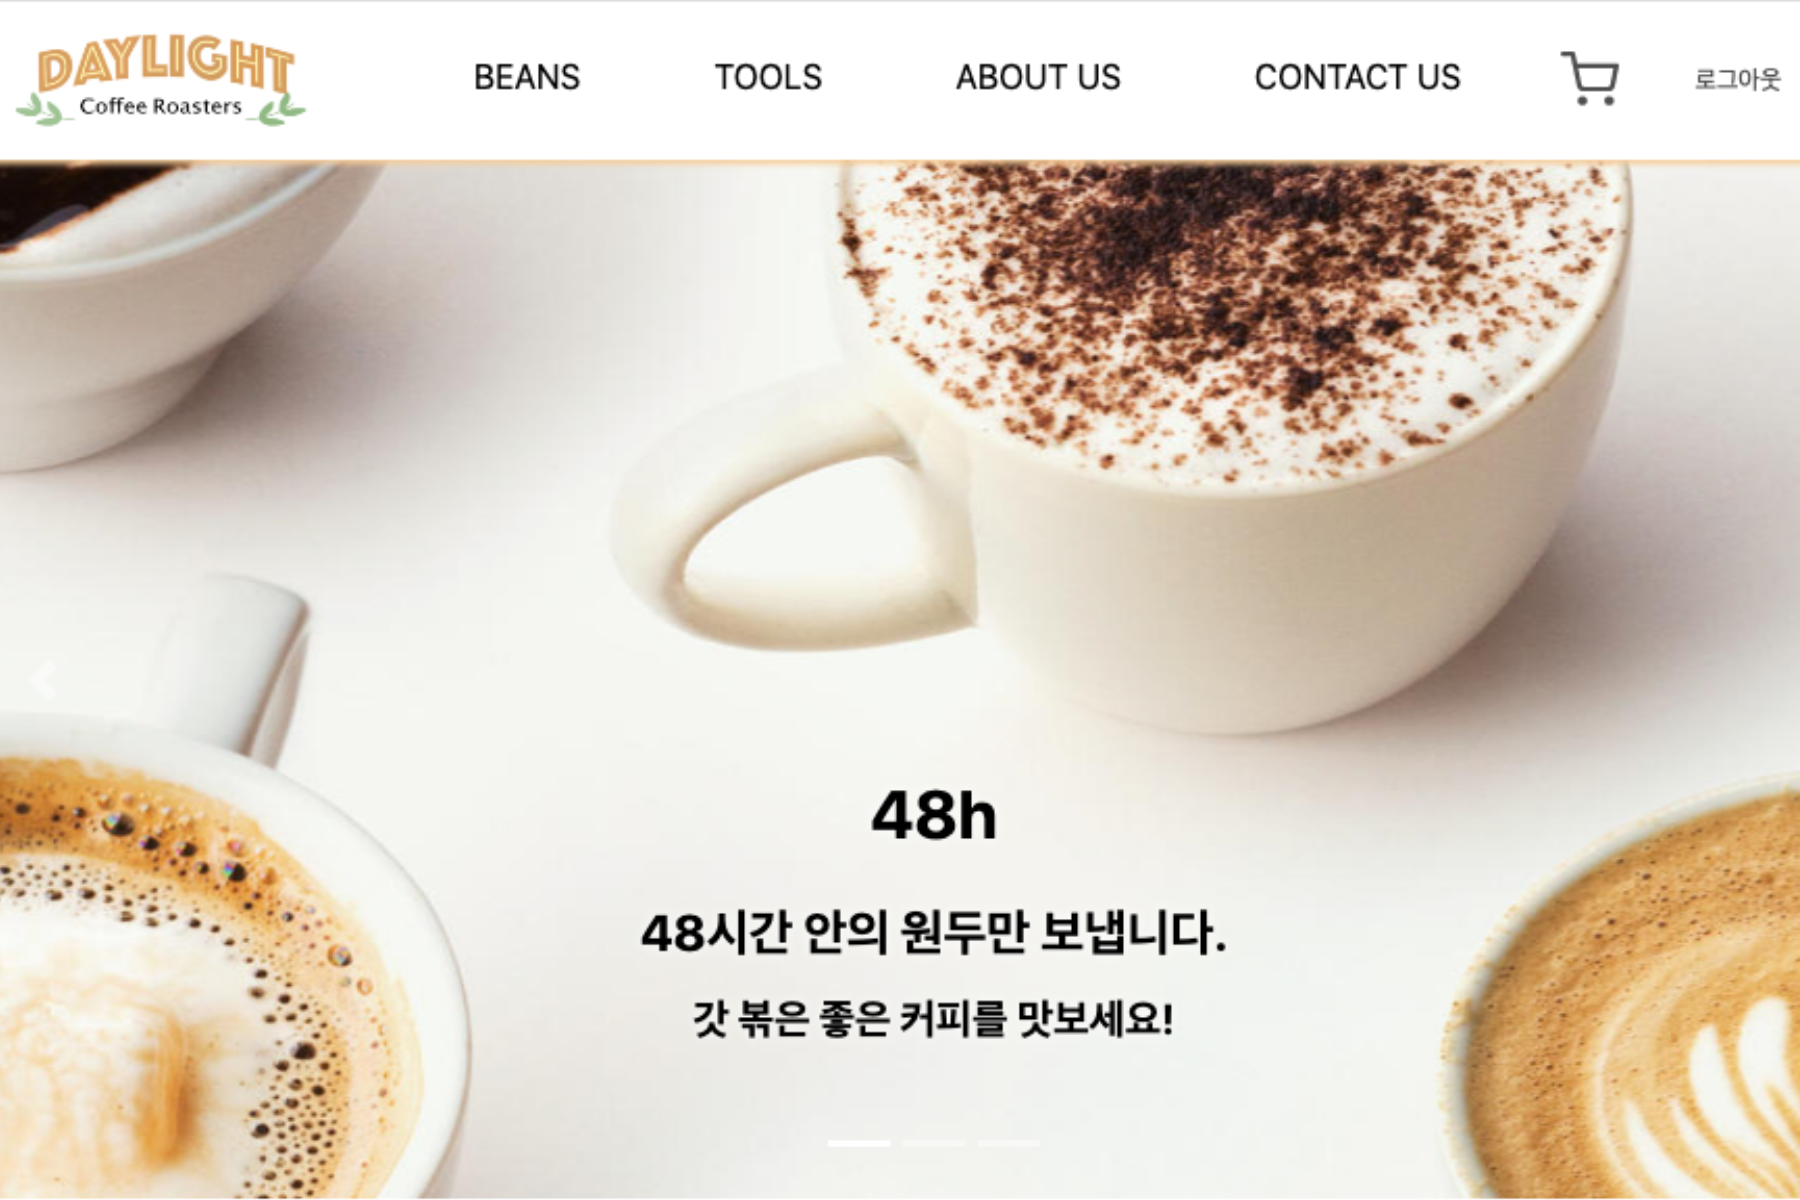 DAYLIGHT
Coffee Roasters
BEANS TOOLS ABOUT US CONTACT US 로그아웃
48h
48시간 안의 원두만 보냅니다.
갓 볶은 좋은 커피를 맛보세요!